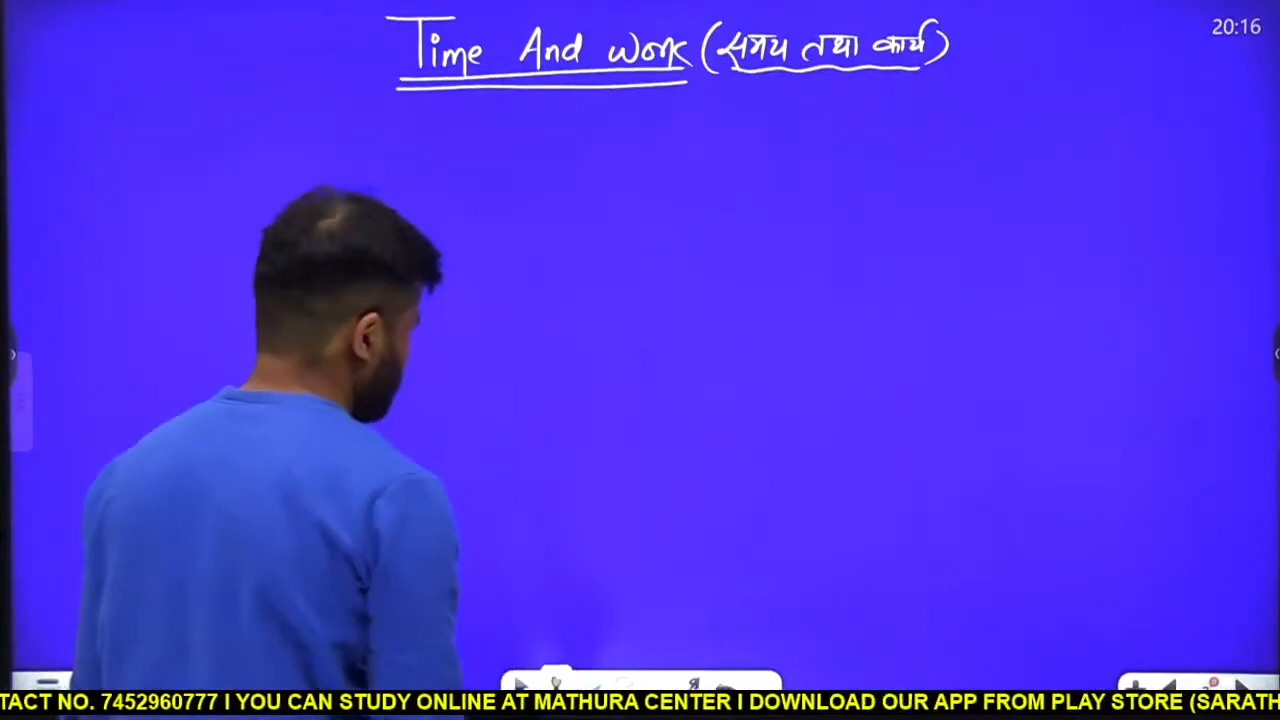 Time And Work (समय तथा कार्य)
20:16
TACT NO. 7452960777 I YOU CAN STUDY ONLINE AT MATHURA CENTER I DOWNLOAD OUR APP FROM PLAY STORE (SARATH